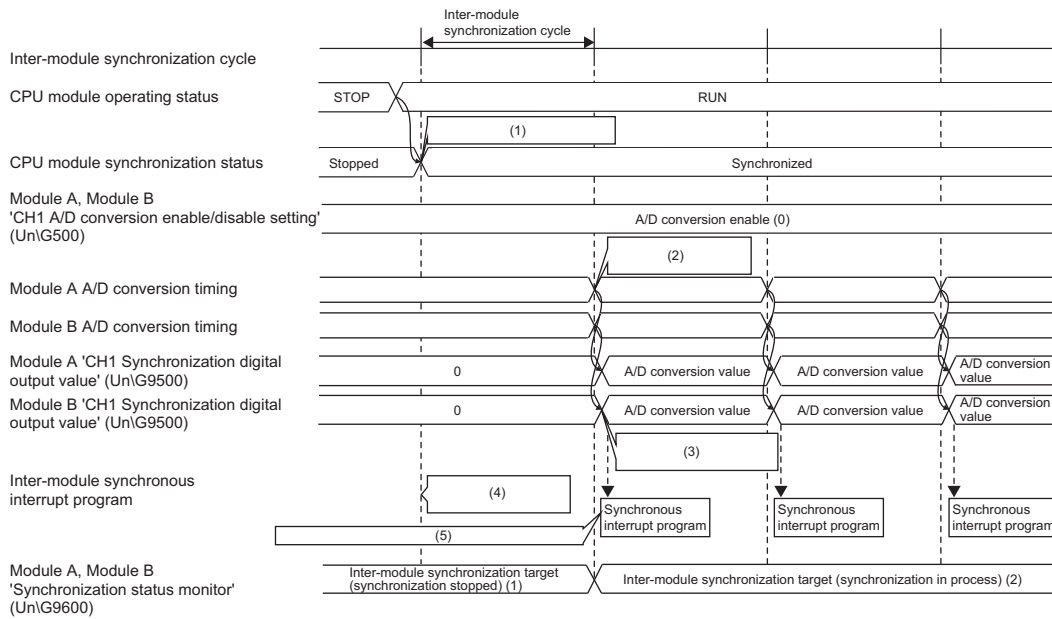 Inter-module
synchronization cycle
Inter-module synchronization cycle
CPU module operating status
STOP
RUN
(1)
CPU module synchronization status
Stopped
Synchronized
Module A, Module B
'CH1 A/D conversion enable/disable setting'
(Un\G500)
A/D conversion enable (0)
(2)
Module A A/D conversion timing
Module B A/D conversion timing
Module A 'CH1 Synchronization digital
output value' (Un\G9500)
0
A/D conversion value
A/D conversion value
A/D conversion
value
Module B 'CH1 Synchronization digital
output value' (Un\G9500)
0
A/D conversion value
A/D conversion value
A/D conversion
value
(3)
Inter-module synchronous
interrupt program
(4)
Synchronous
interrupt program
Synchronous
interrupt program
Synchronous
interrupt program
(5)
Module A, Module B
'Synchronization status monitor'
(Un\G9600)
Inter-module synchronization target
(synchronization stopped) (1)
Inter-module synchronization target (synchronization in process) (2)